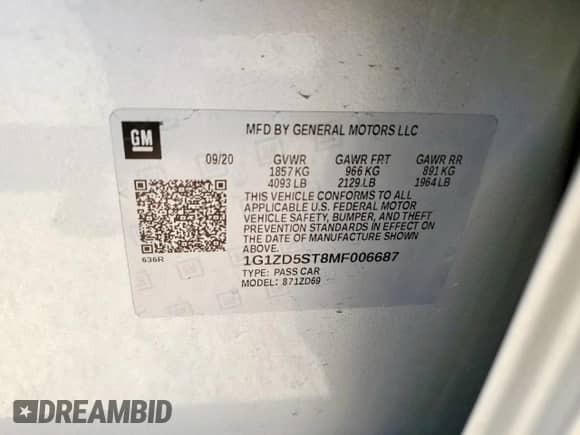 GM
MFD BY GENERAL MOTORS LLC
09/20 GVWR GAWR FRT GAWR RR
1857 KG 966 KG 891 KG
4093 LB 2129 LB 1964 LB
THIS VEHICLE CONFORMS TO ALL
APPLICABLE U.S. FEDERAL MOTOR
VEHICLE SAFETY, BUMPER, AND THEFT
PREVENTION STANDARDS IN EFFECT ON
THE DATE OF MANUFACTURE SHOWN
ABOVE.
636R
1G1ZD5ST8MF006687
TYPE: PASS CAR
MODEL: 871ZD69
DREAMBID